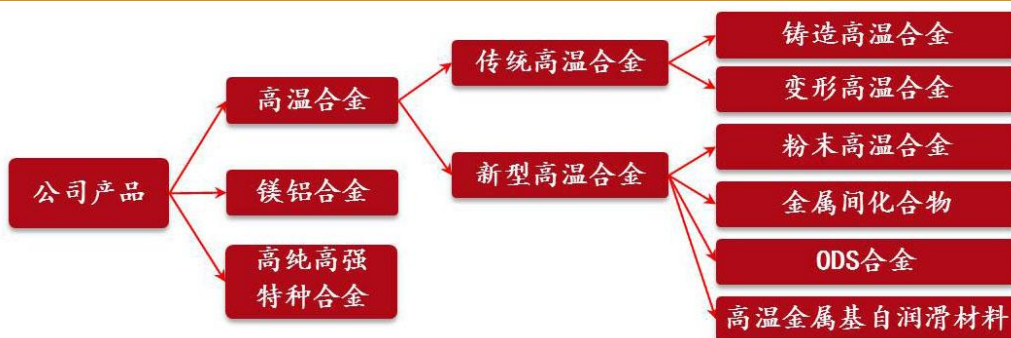 公司产品
高温合金
镁铝合金
高纯高强
特种合金
传统高温合金
新型高温合金
铸造高温合金
变形高温合金
粉末高温合金
金属间化合物
ODS合金
高温金属基自润滑材料